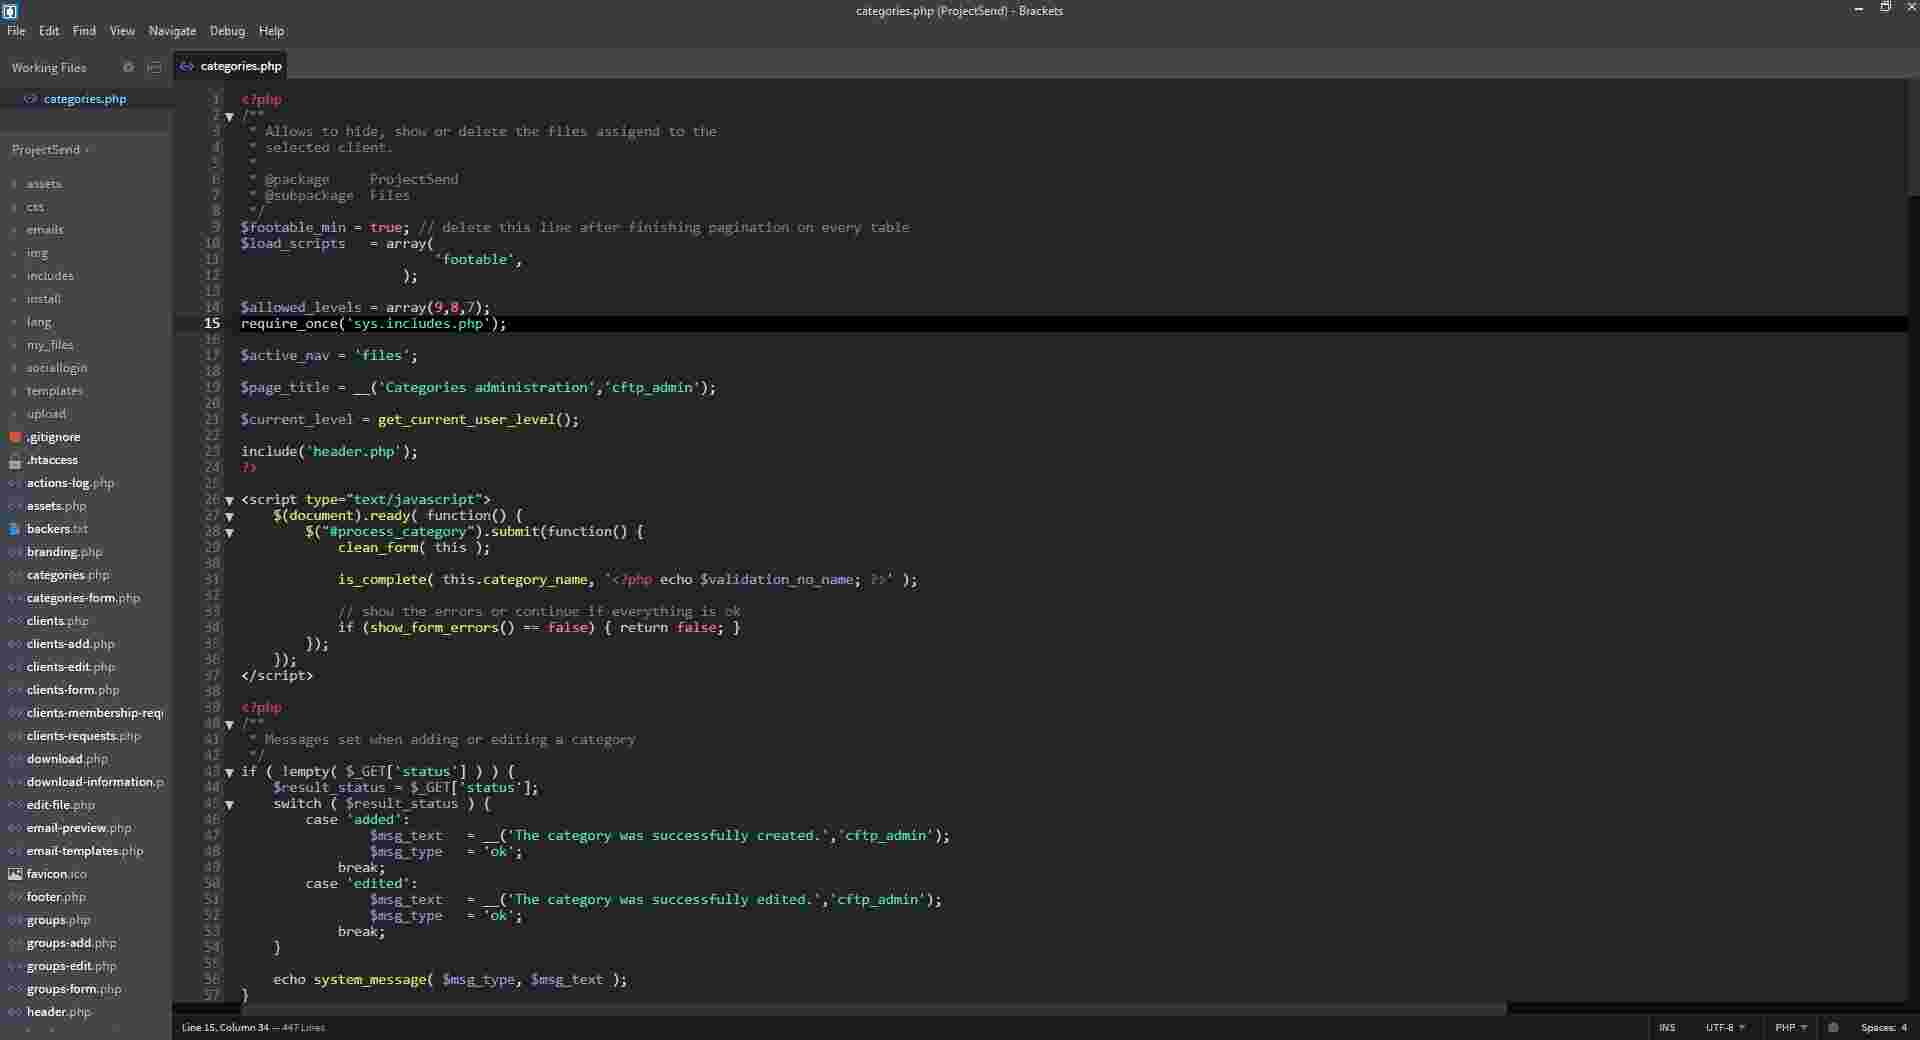 categories.php (ProjectSend) - Brackets
File Edit Find View Navigate Debug Help
Working Files
categories.php
categories.php
ProjectSend
assets
css
emails
img
includes
install
lang
my_files
sociallogin
templates
upload
.gitignore
.htaccess
actions-log.php
assets.php
backers.txt
branding.php
categories.php
categories-form.php
clients.php
clients-add.php
clients-edit.php
clients-form.php
clients-membership-requ
clients-requests.php
download.php
download-information.p
edit-file.php
email-preview.php
email-templates.php
favicon.ico
footer.php
groups.php
groups-add.php
groups-edit.php
groups-form.php
header.php
1 <?php
2 /**
3 * Allows to hide, show or delete the files assigend to the
4 * selected client.
5 *
6 * @package ProjectSend
7 * @subpackage Files
8 */
9 $footable_min = true; // delete this line after finishing pagination on every table
10 $load_scripts = array(
11 'footable',
12 );
13
14 $allowed_levels = array(9,8,7);
15 require_once('sys.includes.php');
16
17 $active_nav = 'files';
18
19 $page_title = __('Categories administration','cftp_admin');
20
21 $current_level = get_current_user_level();
22
23 include('header.php');
24 ?>
25
26 <script type="text/javascript">
27 $(document).ready( function() {
28 $("#process_category").submit(function() {
29 clean_form( this );
30
31 is_complete( this.category_name, '<?php echo $validation_no_name; ?>' );
32
33 // show the errors or continue if everything is ok
34 if (show_form_errors() == false) { return false; }
35 });
36 });
37 </script>
38
39 <?php
40 /**
41 * Messages set when adding or editing a category
42 */
43 if ( !empty( $_GET['status'] ) ) {
44 $result_status = $_GET['status'];
45 switch ( $result_status ) {
46 case 'added':
47 $msg_text = __('The category was successfully created.','cftp_admin');
48 $msg_type = 'ok';
49 break;
50 case 'edited':
51 $msg_text = __('The category was successfully edited.','cftp_admin');
52 $msg_type = 'ok';
53 break;
54 }
55
56 echo system_message( $msg_type, $msg_text );
57 }
Line 15, Column 34 — 447 Lines
INS UTF-8 PHP Spaces: 4